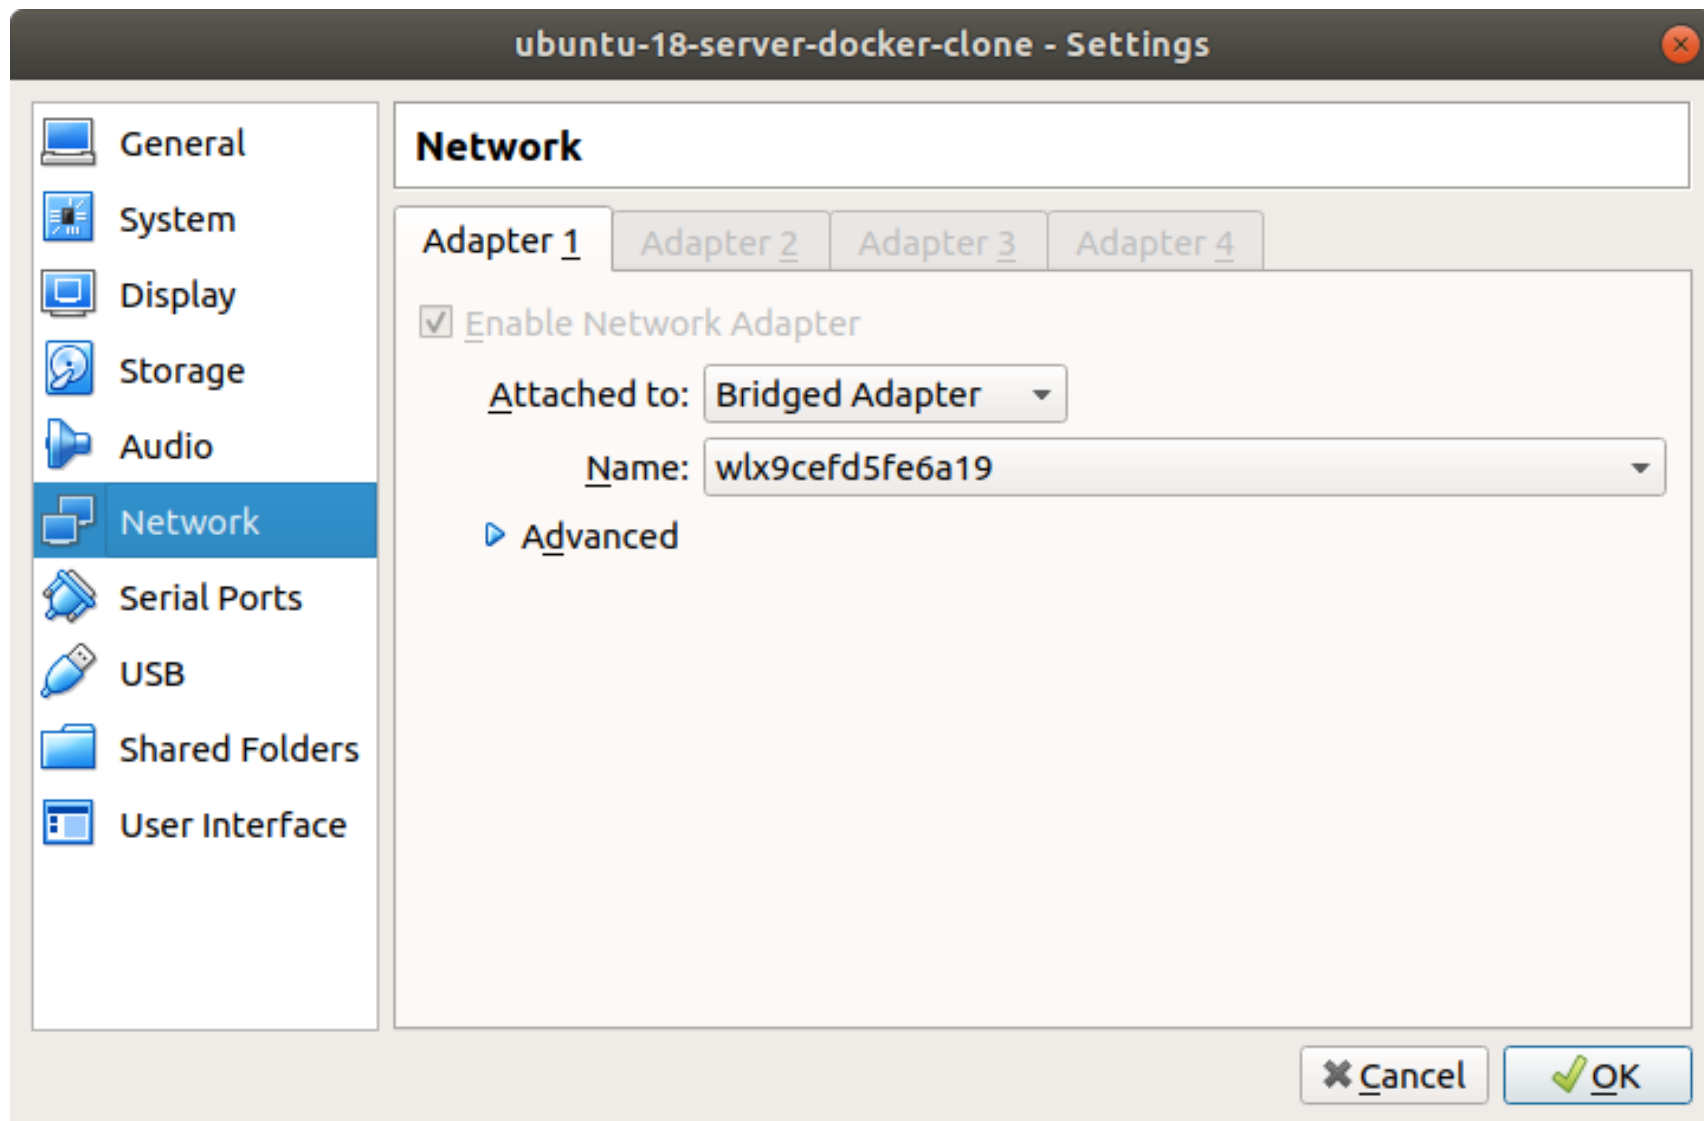 ubuntu-18-server-docker-clone - Settings
General
System
Display
Storage
Audio
Network
Serial Ports
USB
Shared Folders
User Interface
Network
Adapter 1 Adapter 2 Adapter 3 Adapter 4
Enable Network Adapter
Attached to: Bridged Adapter
Name: wlx9cefd5fe6a19
Advanced
Cancel OK